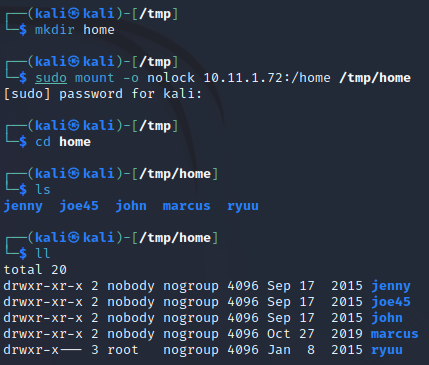 ┌──(kali㉿kali)-[/tmp]
└─$ mkdir home
┌──(kali㉿kali)-[/tmp]
└─$ sudo mount -o nolock 10.11.1.72:/home /tmp/home
[sudo] password for kali:
┌──(kali㉿kali)-[/tmp]
└─$ cd home
┌──(kali㉿kali)-[/tmp/home]
└─$ ls
jenny  joe45  john  marcus  ryuu
┌──(kali㉿kali)-[/tmp/home]
└─$ ll
total 20
drwxr-xr-x 2 nobody nogroup 4096 Sep 17  2015 jenny
drwxr-xr-x 2 nobody nogroup 4096 Sep 17  2015 joe45
drwxr-xr-x 2 nobody nogroup 4096 Sep 17  2015 john
drwxr-xr-x 2 nobody nogroup 4096 Oct 27  2019 marcus
drwxr-x--- 3 root   nogroup 4096 Jan  8  2015 ryuu